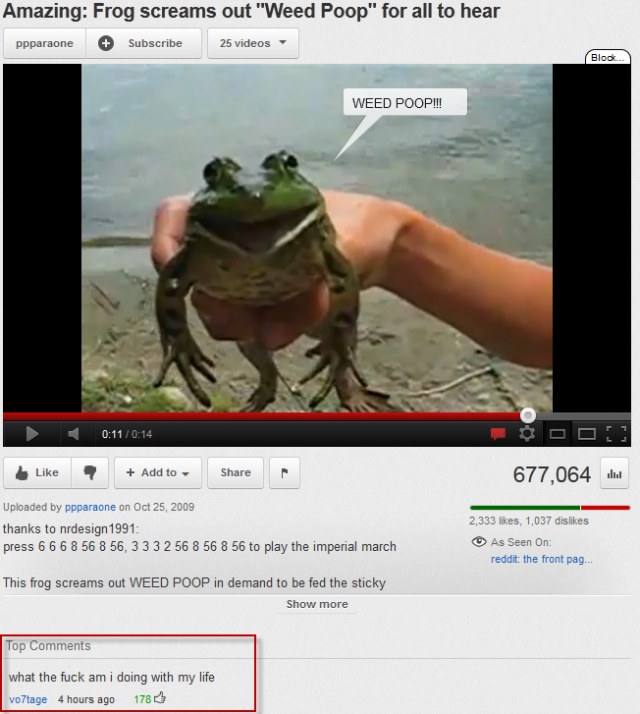 Amazing: Frog screams out "Weed Poop" for all to hear
ppparaone + Subscribe 25 videos
Block...
WEED POOP!!!
0:11 / 0:14
Like + Add to Share 677,064
Uploaded by ppparaone on Oct 25, 2009
2,333 likes, 1,037 dislikes
thanks to nrdesign1991:
press 6 6 6 8 56 8 56, 3 3 3 2 56 8 56 8 56 to play the imperial march
As Seen On:
reddit: the front pag...
This frog screams out WEED POOP in demand to be fed the sticky
Show more
Top Comments
what the fuck am i doing with my life
vo7tage 4 hours ago 178